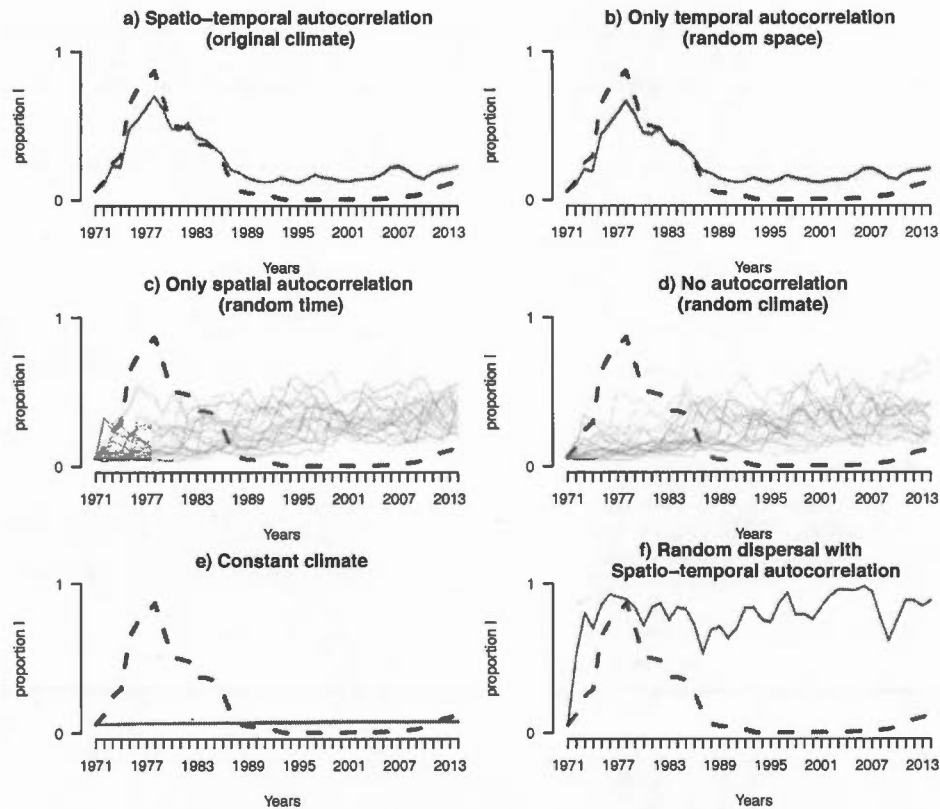 a) Spatio–temporal autocorrelation
(original climate)
proportion I
1
0
1971 1977 1983 1989 1995 2001 2007 2013
Years
b) Only temporal autocorrelation
(random space)
proportion I
1
0
1971 1977 1983 1989 1995 2001 2007 2013
Years
c) Only spatial autocorrelation
(random time)
proportion I
1
0
1971 1977 1983 1989 1995 2001 2007 2013
Years
d) No autocorrelation
(random climate)
proportion I
1
0
1971 1977 1983 1989 1995 2001 2007 2013
Years
e) Constant climate
proportion I
1
0
1971 1977 1983 1989 1995 2001 2007 2013
Years
f) Random dispersal with
Spatio–temporal autocorrelation
proportion I
1
0
1971 1977 1983 1989 1995 2001 2007 2013
Years